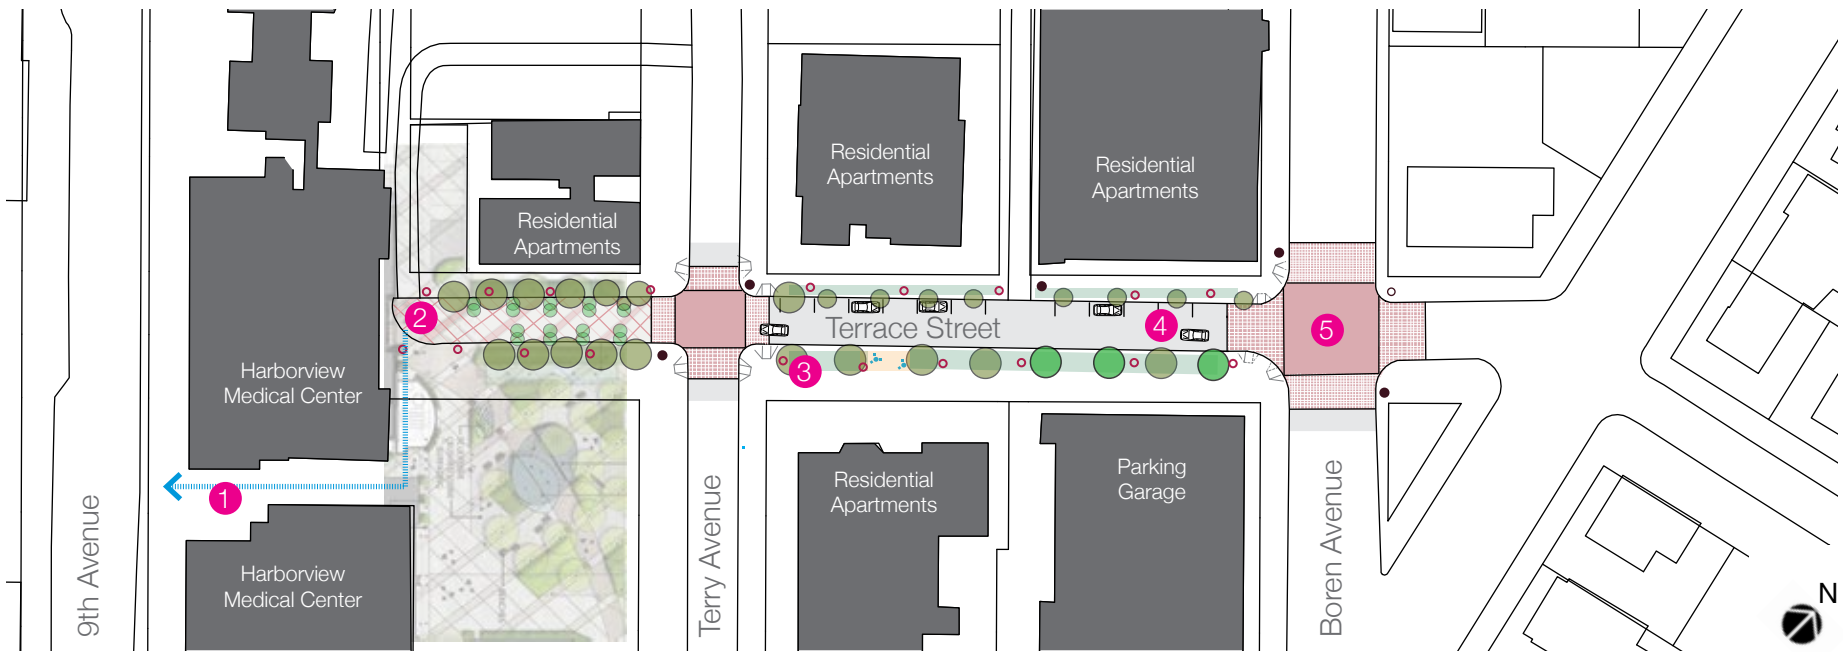 Residential
Apartments
Residential
Apartments
Residential
Apartments
2
Terrace Street
4
5
3
Harborview
Medical Center
1
Residential
Apartments
Parking
Garage
9th Avenue
Terry Avenue
Boren Avenue
Harborview
Medical Center
N